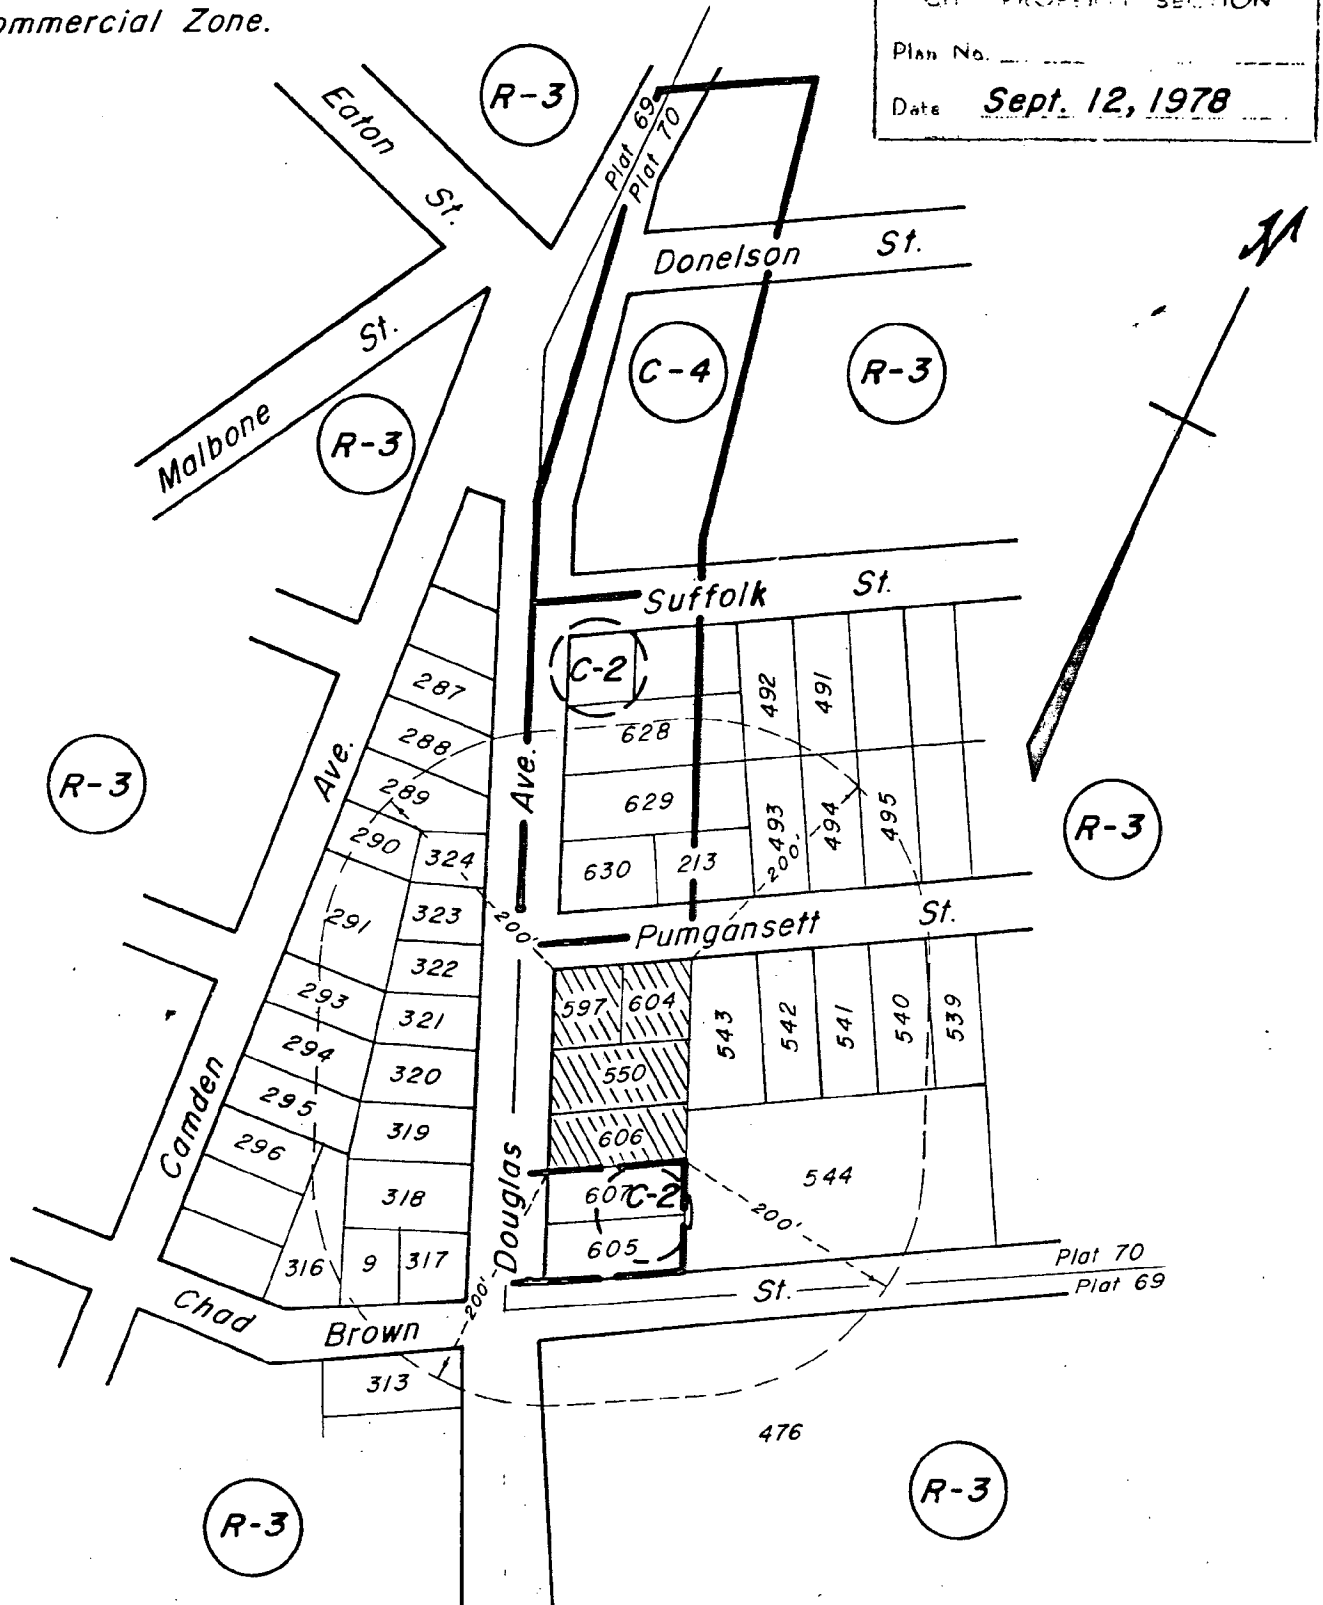 ommercial Zone.
PROPERTY SECTION
Plan No.
Date Sept. 12, 1978
R-3
Eaton St.
Plat 69
Plat 70
N
Donelson St.
Malbone St.
R-3
C-4
R-3
Suffolk St.
C-2
287
288
289
290
324
291
323
322
293
321
294
320
295
319
296
318
316
9
317
628
629
630
213
492
491
493
494
495
200'
200'
R-3
Ave.
Ave.
R-3
Pumgansett St.
597
604
550
606
607
C-2
605
543
542
541
540
539
544
200'
200'
Camden
Douglas
Chad Brown St.
Plat 70
Plat 69
313
476
R-3
R-3